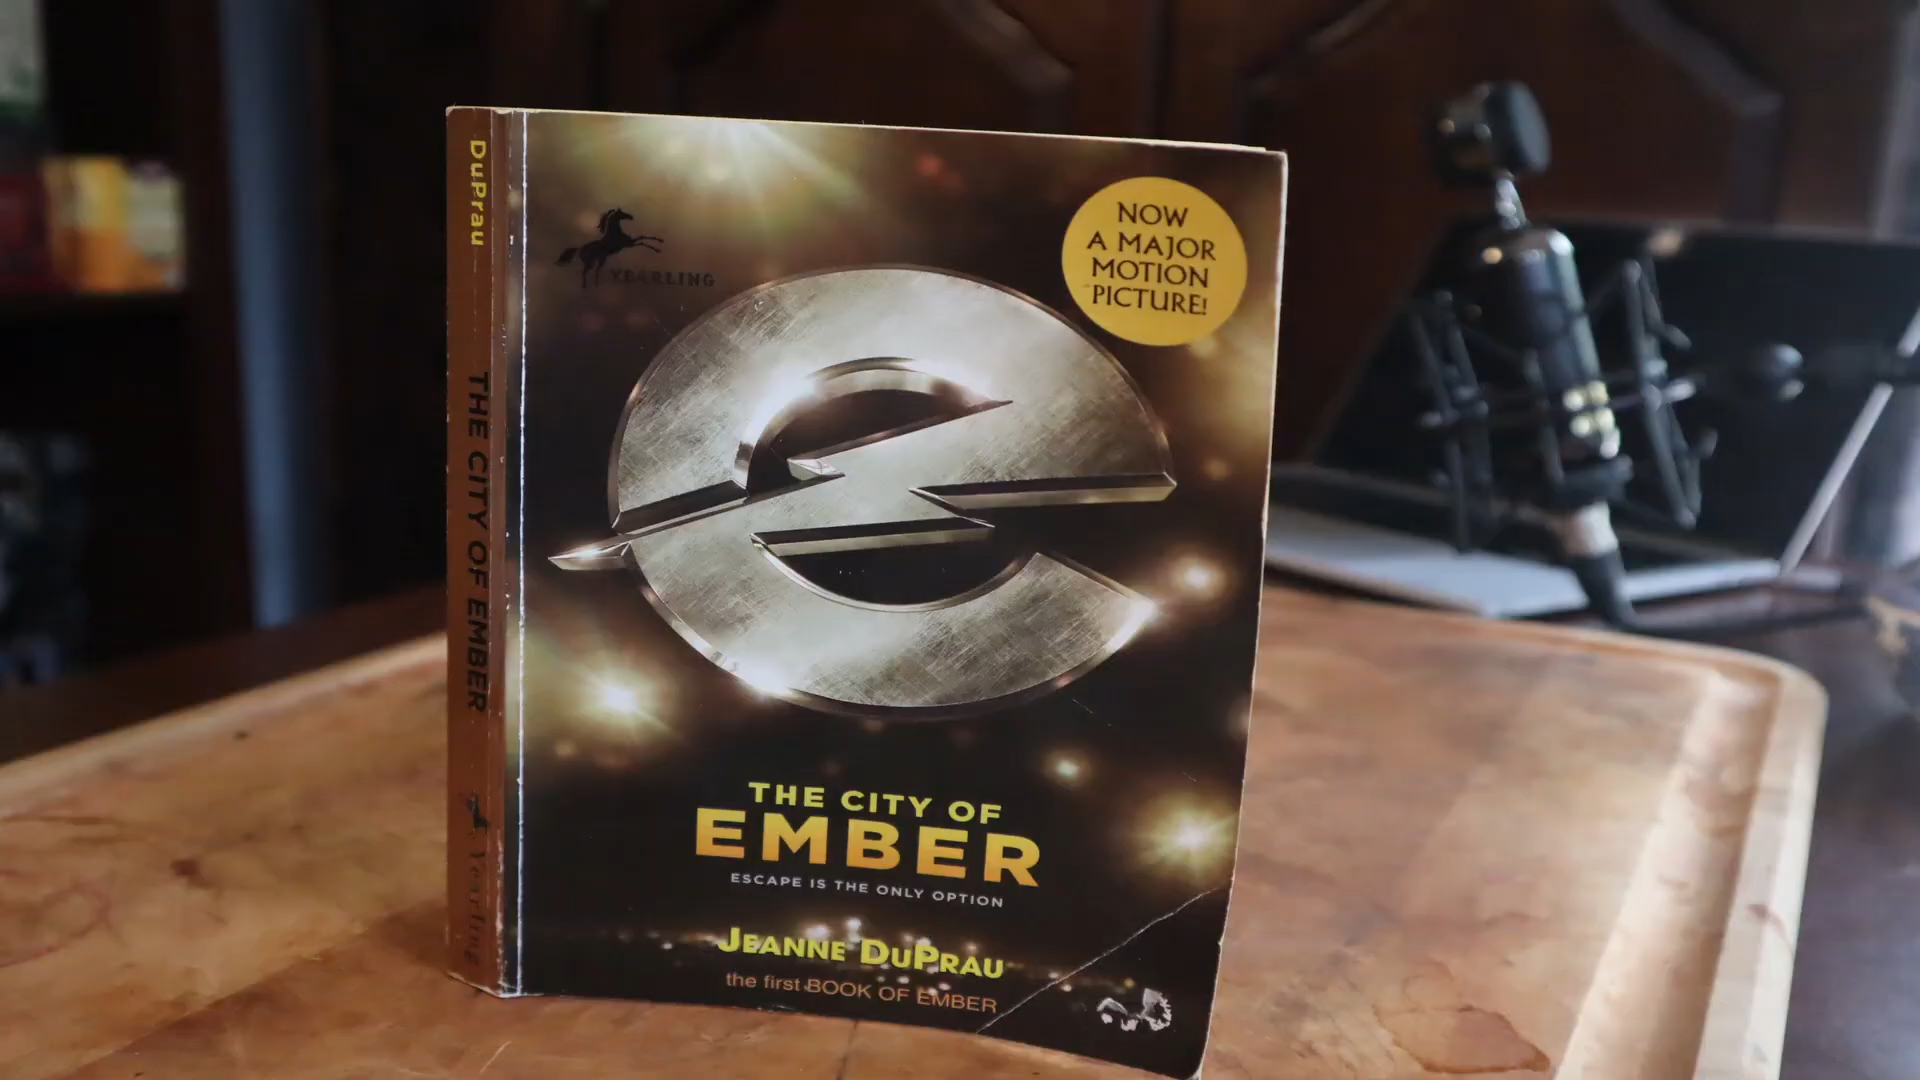 DuPrau
THE CITY OF EMBER
Yearling
YEARLING
NOW
A MAJOR
MOTION
PICTURE!
THE CITY OF
EMBER
ESCAPE IS THE ONLY OPTION
JEANNE DUPRAU
the first BOOK OF EMBER